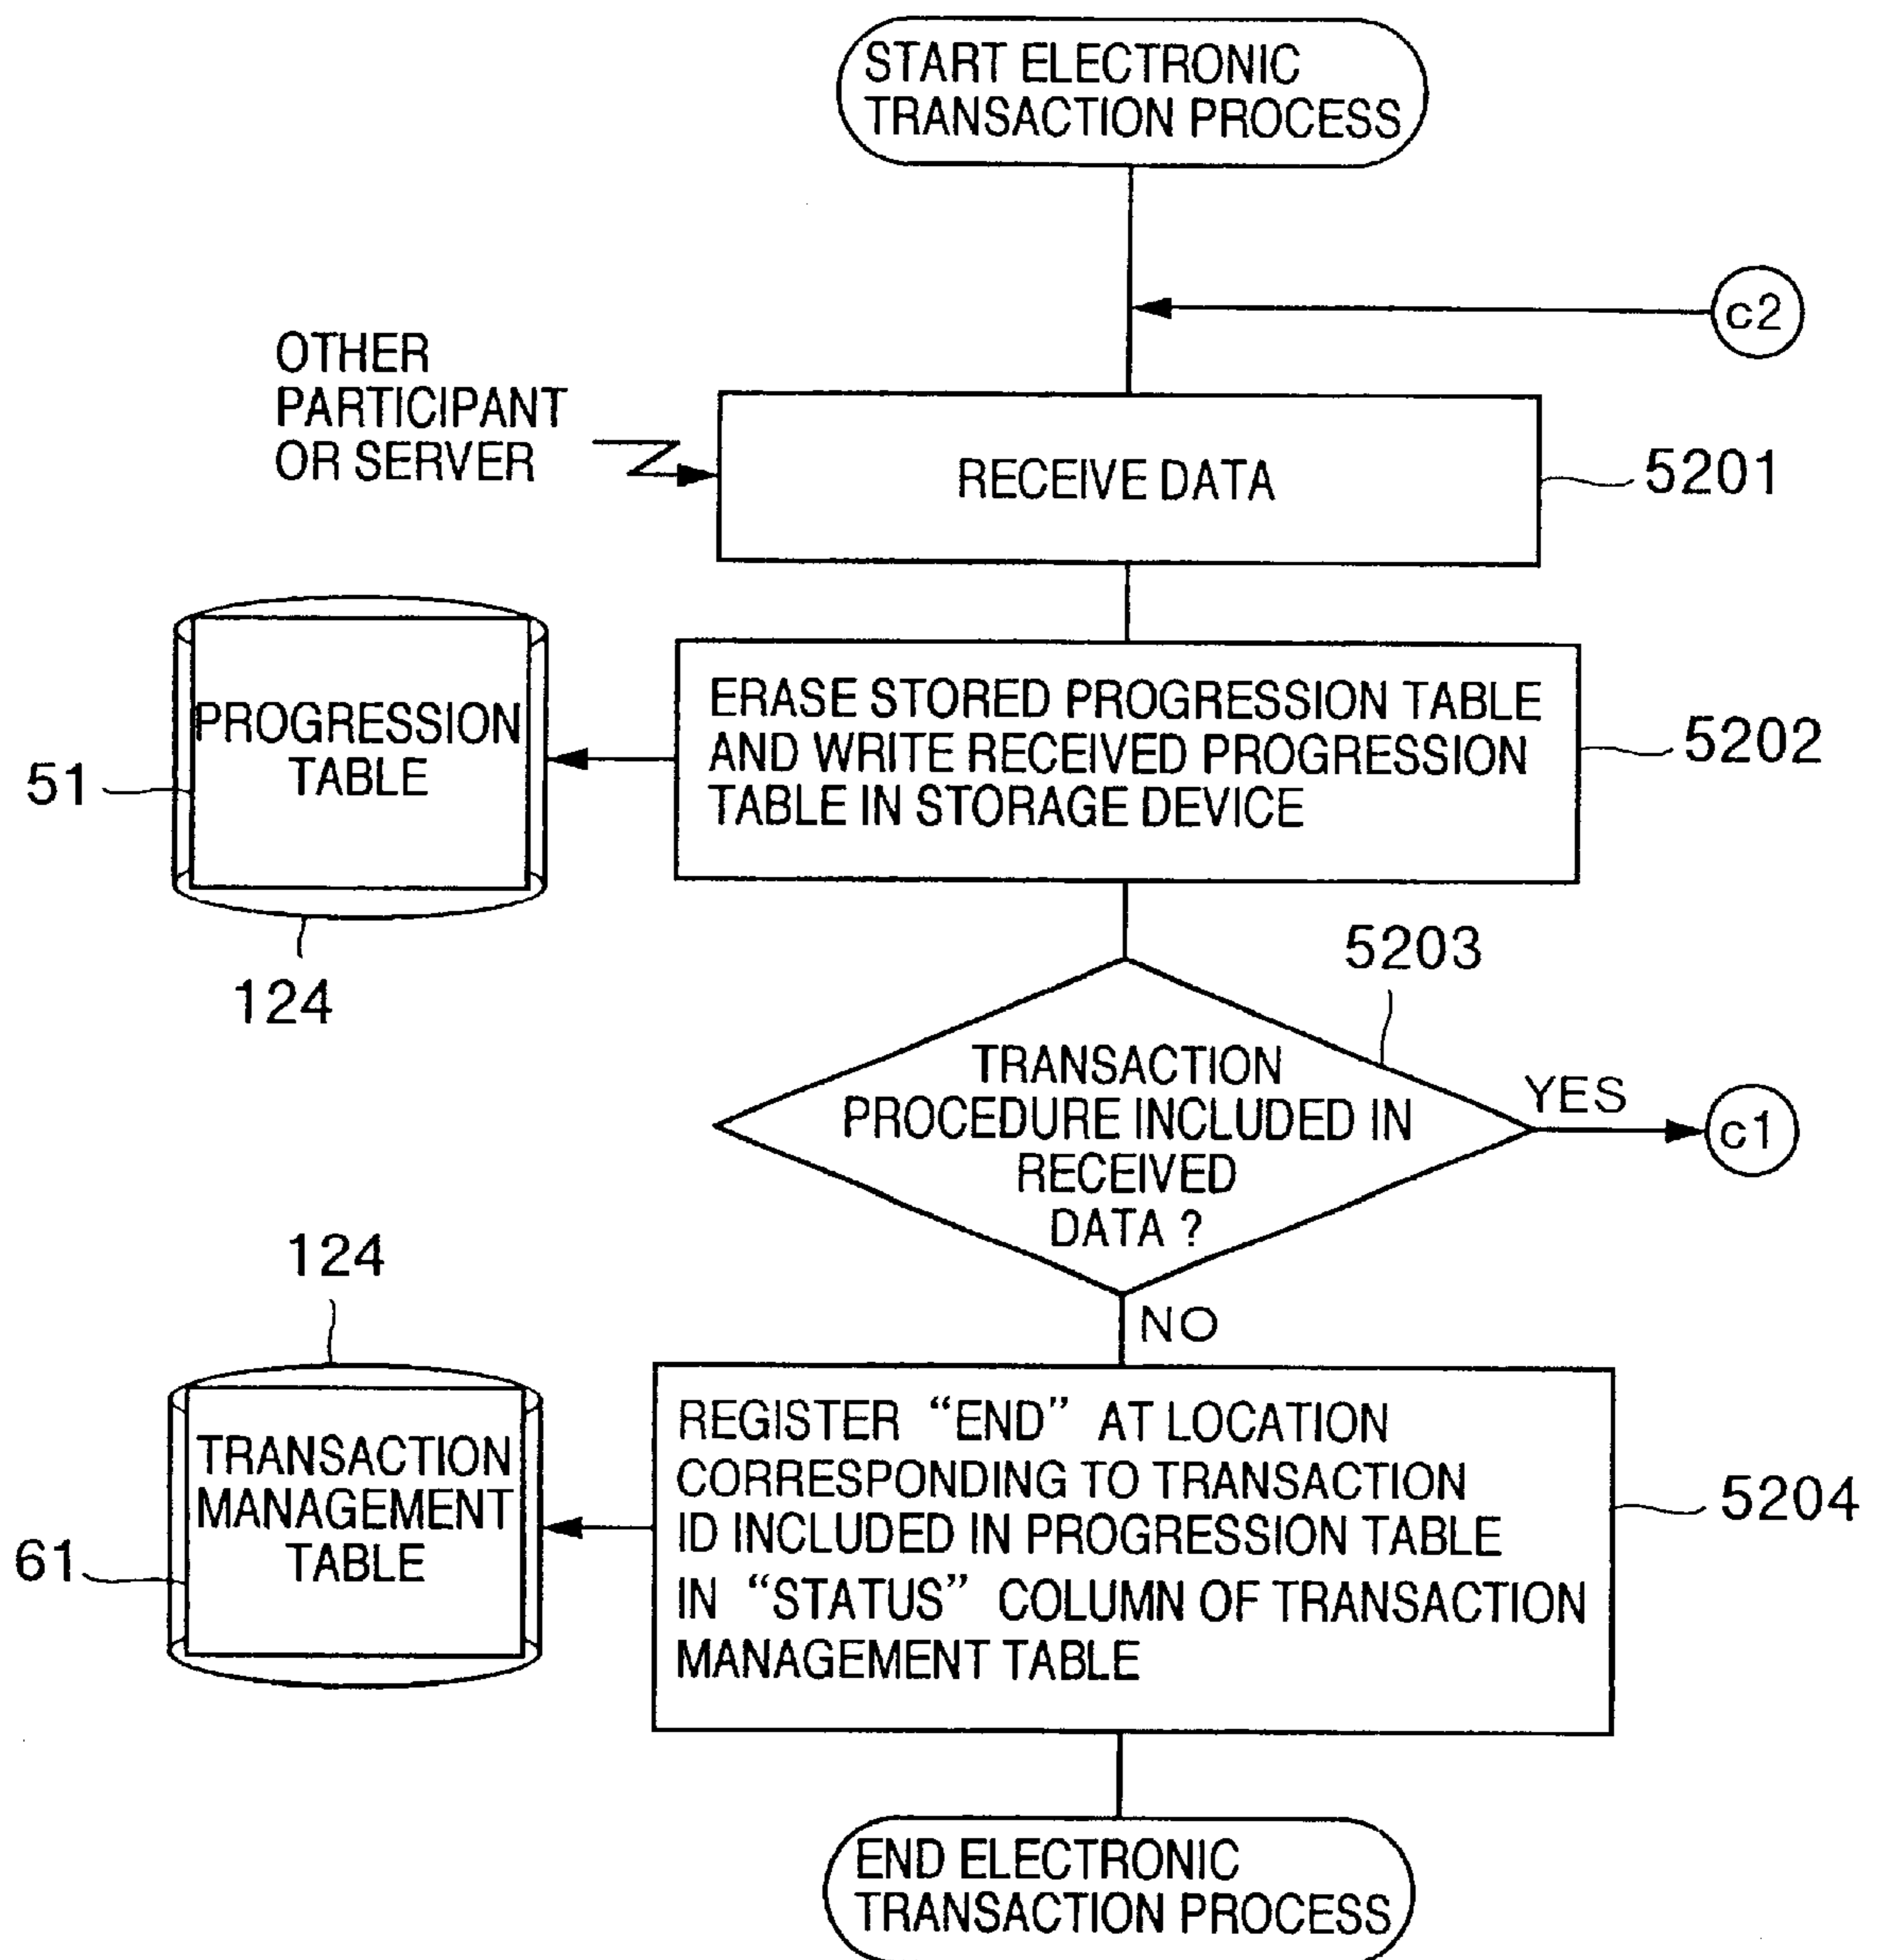 START ELECTRONIC
TRANSACTION PROCESS
c2
OTHER
PARTICIPANT
OR SERVER
RECEIVE DATA
5201
PROGRESSION
TABLE
51
124
ERASE STORED PROGRESSION TABLE
AND WRITE RECEIVED PROGRESSION
TABLE IN STORAGE DEVICE
5202
5203
TRANSACTION
PROCEDURE INCLUDED IN
RECEIVED
DATA ?
YES
c1
NO
124
TRANSACTION
MANAGEMENT
TABLE
61
REGISTER “END” AT LOCATION
CORRESPONDING TO TRANSACTION
ID INCLUDED IN PROGRESSION TABLE
IN “STATUS” COLUMN OF TRANSACTION
MANAGEMENT TABLE
5204
END ELECTRONIC
TRANSACTION PROCESS